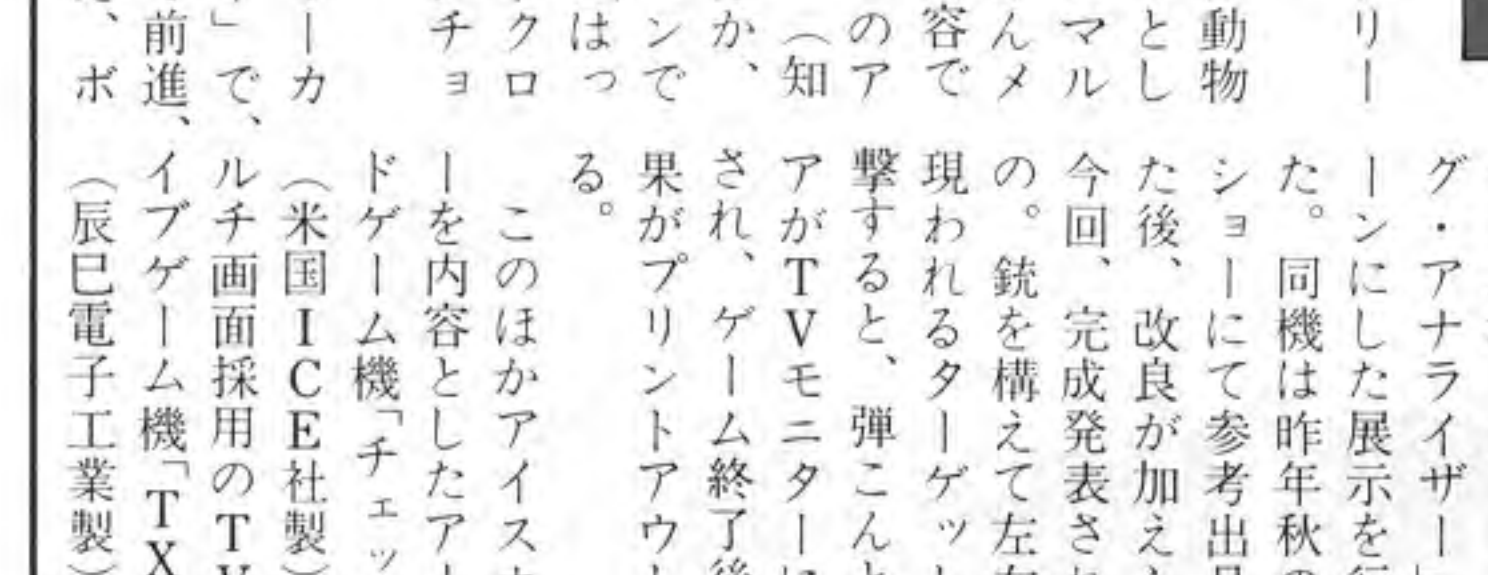 リー
動物
とし
マル
んメ
容で
のア
（知
か、
ンで
はっ
クロ
チョ
ーカ
」で、
前進、
、ボ
グ・アナライザー
ーンにした展示を行
た。同機は昨年秋の
ショーにて参考出品
た後、改良が加え
今回、完成発表さ
の。銃を構えて左右
現われるターゲット
撃すると、弾こんと
アがTVモニターに
され、ゲーム終了後
果がプリントアウト
る。
このほかアイス
ーを内容としたアー
ドゲーム機「チェッ
（米国ICE社製）
ルチ画面採用のTV
イブゲーム機「TX
（辰巳電子工業製）